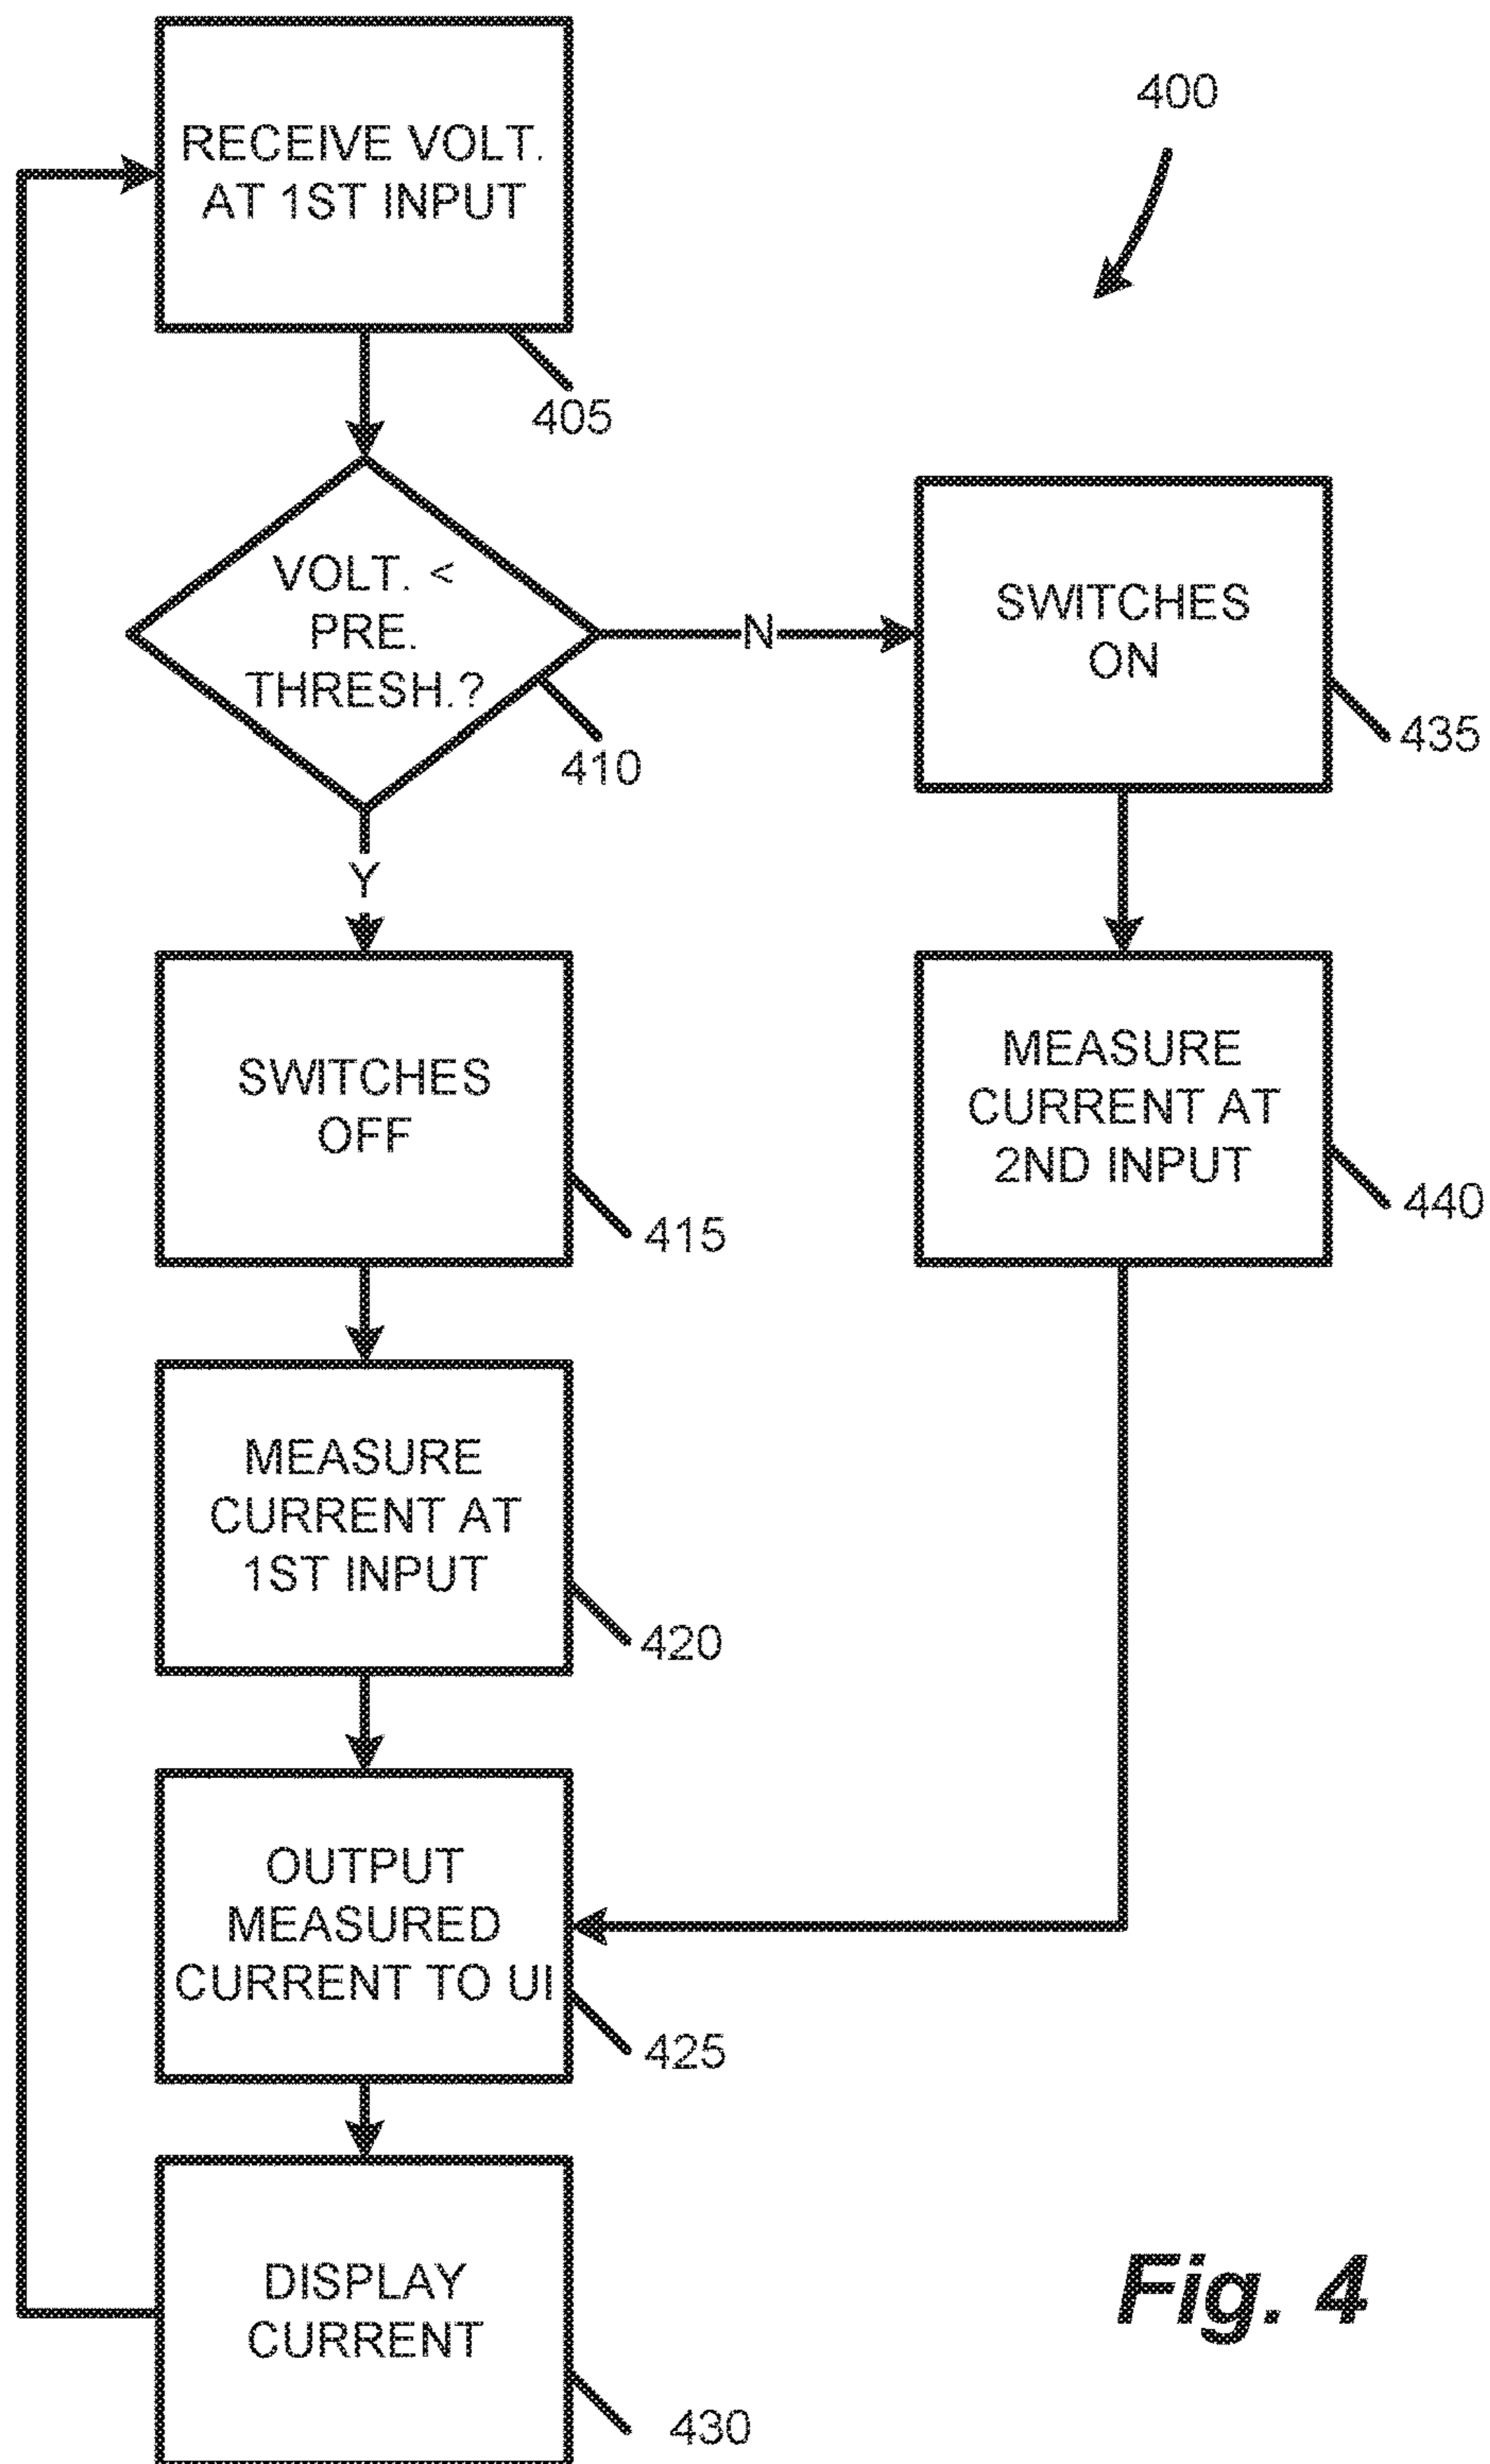 400
RECEIVE VOLT.
AT 1ST INPUT
405
VOLT. <
PRE.
THRESH.?
410
N
SWITCHES
ON
435
Y
SWITCHES
OFF
415
MEASURE
CURRENT AT
2ND INPUT
440
MEASURE
CURRENT AT
1ST INPUT
420
OUTPUT
MEASURED
CURRENT TO UI
425
DISPLAY
CURRENT
430
Fig. 4